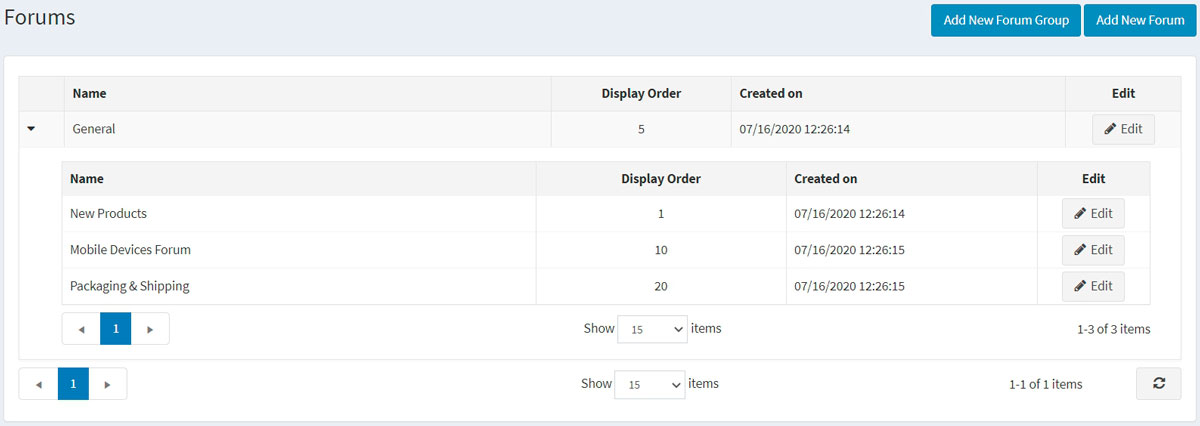 Forums
Add New Forum Group Add New Forum
Name Display Order Created on Edit
General 5 07/16/2020 12:26:14 Edit
Name Display Order Created on Edit
New Products 1 07/16/2020 12:26:14 Edit
Mobile Devices Forum 10 07/16/2020 12:26:15 Edit
Packaging & Shipping 20 07/16/2020 12:26:15 Edit
1 Show 15 items 1-3 of 3 items
1 Show 15 items 1-1 of 1 items